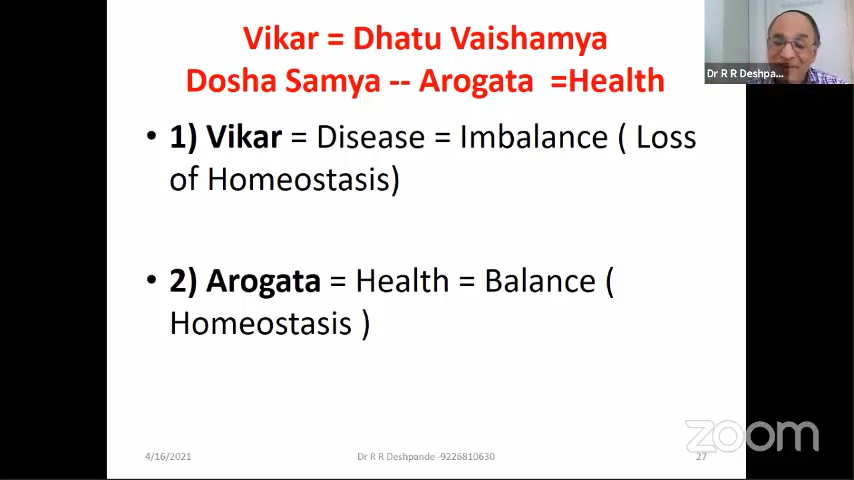 Vikar = Dhatu Vaishamya
Dosha Samya -- Arogata =Health
Dr R R Deshpa...
• 1) Vikar = Disease = Imbalance ( Loss
of Homeostasis)
• 2) Arogata = Health = Balance (
Homeostasis )
zoom
4/16/2021
Dr R R Deshpande -9226810630
27